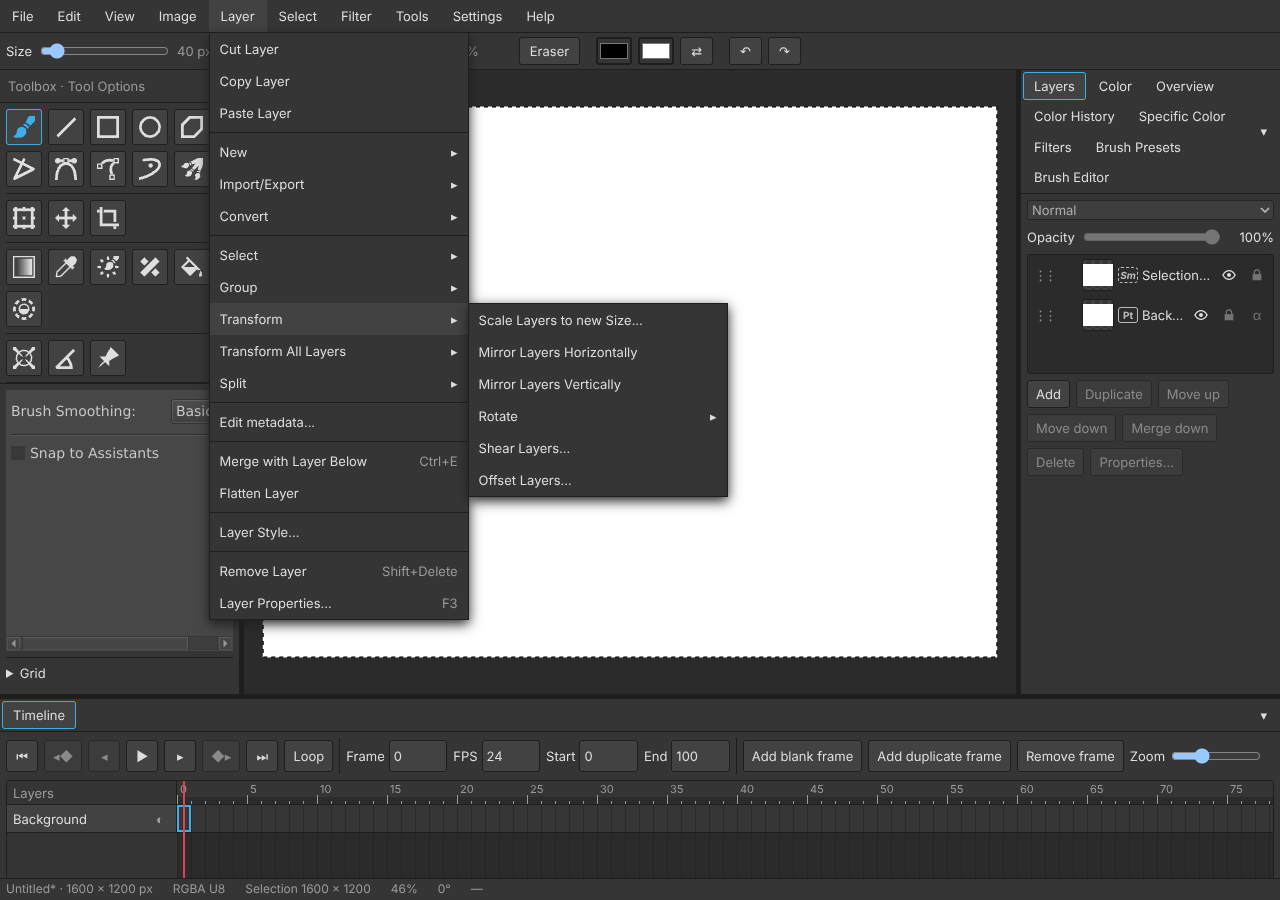 File Edit View Image Layer Select Filter Tools Settings Help
Size 40 px % Eraser
Toolbox · Tool Options
Cut Layer
Copy Layer
Paste Layer
New
Import/Export
Convert
Select
Group
Transform
Transform All Layers
Split
Edit metadata...
Merge with Layer Below Ctrl+E
Flatten Layer
Layer Style...
Remove Layer Shift+Delete
Layer Properties... F3
Scale Layers to new Size...
Mirror Layers Horizontally
Mirror Layers Vertically
Rotate
Shear Layers...
Offset Layers...
Brush Smoothing: Basic
Snap to Assistants
Grid
Layers Color Overview
Color History Specific Color
Filters Brush Presets
Brush Editor
Normal
Opacity 100%
Sm Selection...
Pt Back... α
Add Duplicate Move up
Move down Merge down
Delete Properties...
Timeline
Loop Frame 0 FPS 24 Start 0 End 100 Add blank frame Add duplicate frame Remove frame Zoom
Layers 0 5 10 15 20 25 30 35 40 45 50 55 60 65 70 75
Background
Untitled* · 1600 × 1200 px RGBA U8 Selection 1600 × 1200 46% 0° —